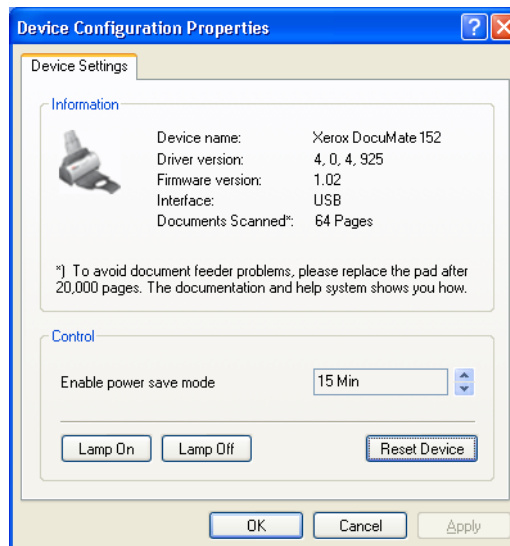 Device Configuration Properties
Device Settings
Information
Device name: Xerox DocuMate 152
Driver version: 4, 0, 4, 925
Firmware version: 1.02
Interface: USB
Documents Scanned*: 64 Pages
*) To avoid document feeder problems, please replace the pad after
20,000 pages. The documentation and help system shows you how.
Control
Enable power save mode 15 Min
Lamp On Lamp Off Reset Device
OK Cancel Apply